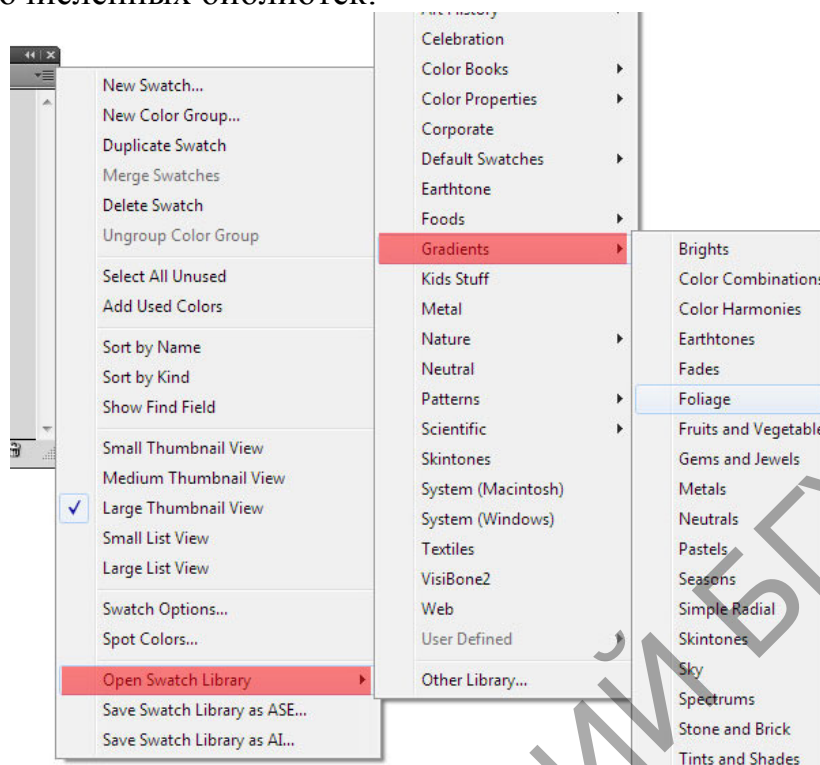 численных библиотек.
New Swatch...
New Color Group...
Duplicate Swatch
Merge Swatches
Delete Swatch
Ungroup Color Group
Select All Unused
Add Used Colors
Sort by Name
Sort by Kind
Show Find Field
Small Thumbnail View
Medium Thumbnail View
Large Thumbnail View
Small List View
Large List View
Swatch Options...
Spot Colors...
Open Swatch Library
Save Swatch Library as ASE...
Save Swatch Library as AI...
Art History
Celebration
Color Books
Color Properties
Corporate
Default Swatches
Earthtone
Foods
Gradients
Kids Stuff
Metal
Nature
Neutral
Patterns
Scientific
Skintones
System (Macintosh)
System (Windows)
Textiles
VisiBone2
Web
User Defined
Other Library...
Brights
Color Combinations
Color Harmonies
Earthtones
Fades
Foliage
Fruits and Vegetable
Gems and Jewels
Metals
Neutrals
Pastels
Seasons
Simple Radial
Skintones
Sky
Spectrums
Stone and Brick
Tints and Shades
ИЙ БГУ